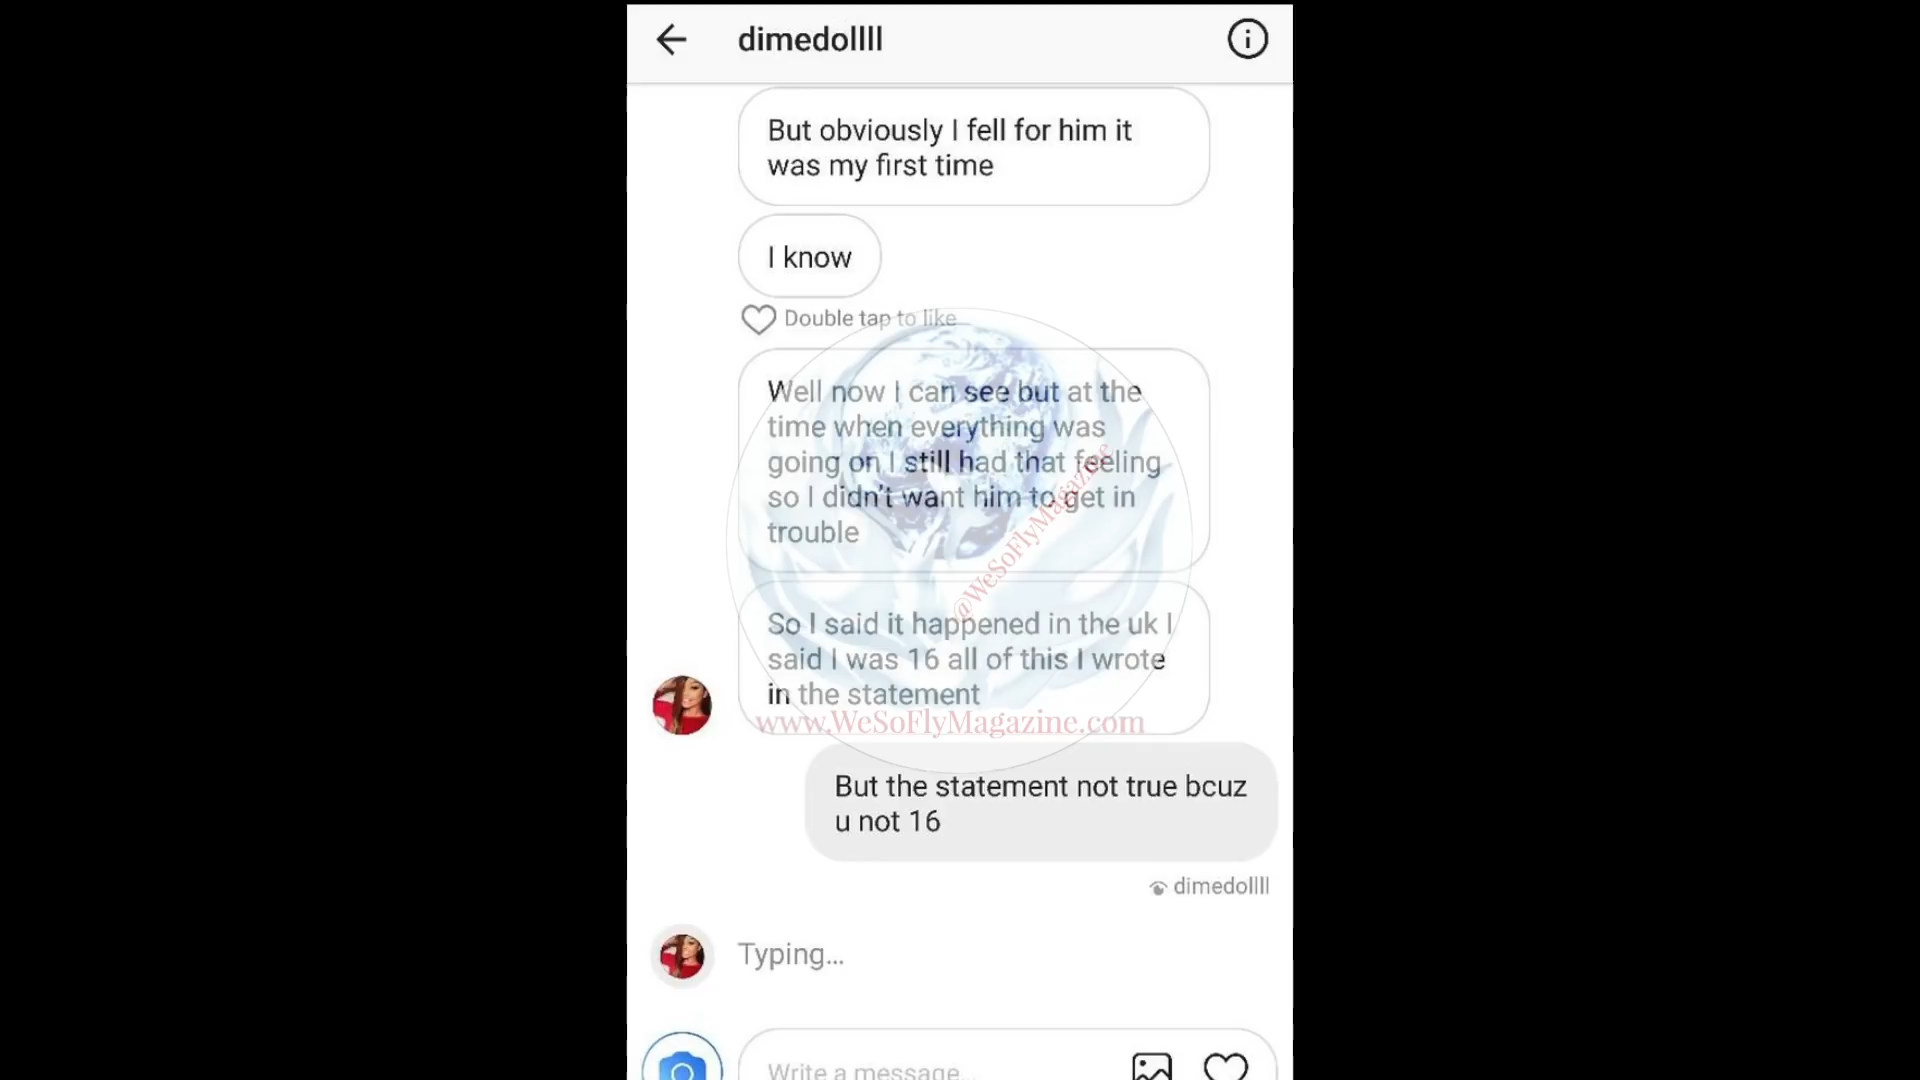 dimedollll
But obviously I fell for him it
was my first time
I know
Double tap to like
Well now I can see but at the
time when everything was
going on I still had that feeling
so I didn't want him to get in
trouble
@WeSoFlyMagazine
So I said it happened in the uk I
said I was 16 all of this I wrote
in the statement
www.WeSoFlyMagazine.com
But the statement not true bcuz
u not 16
dimedollll
Typing...
Write a message...